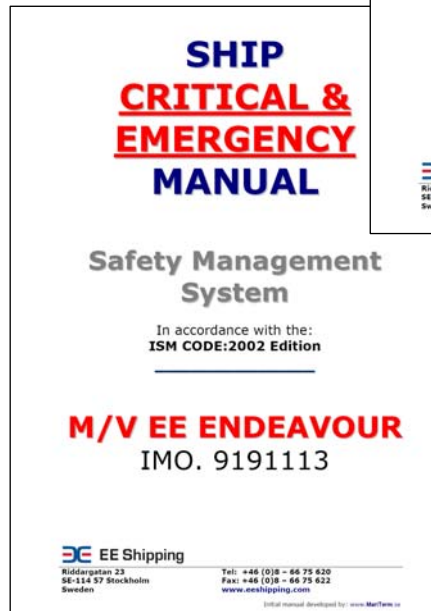 SHIP
CRITICAL &
EMERGENCY
MANUAL
Safety Management
System
In accordance with the:
ISM CODE:2002 Edition
M/V EE ENDEAVOUR
IMO. 9191113
EE Shipping
Riddargatan 23
SE-114 57 Stockholm
Sweden
Tel: +46 (0)8 – 66 75 620
Fax: +46 (0)8 – 66 75 622
www.eeshipping.com
Initial manual developed by: www.MariTerm.se